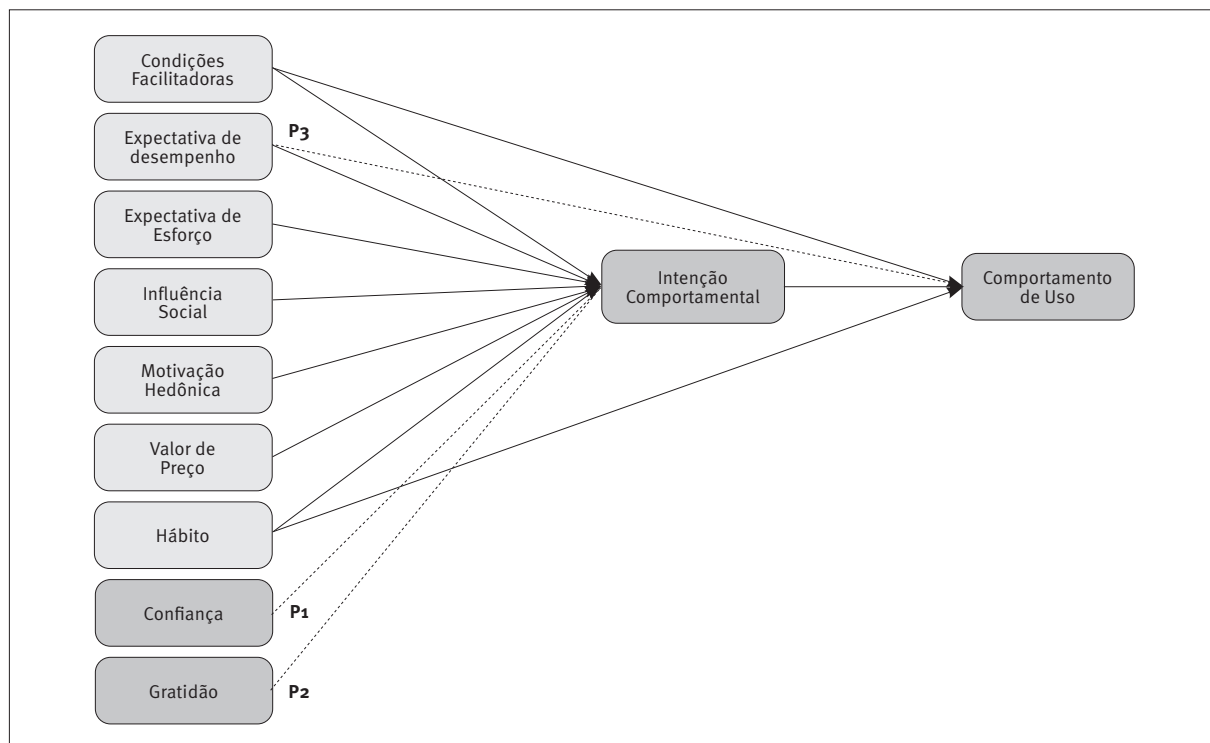 Condições
Facilitadoras
Expectativa de
desempenho
P3
Expectativa de
Esforço
Influência
Social
Intenção
Comportamental
Comportamento
de Uso
Motivação
Hedônica
Valor de
Preço
Hábito
Confiança
P1
Gratidão
P2